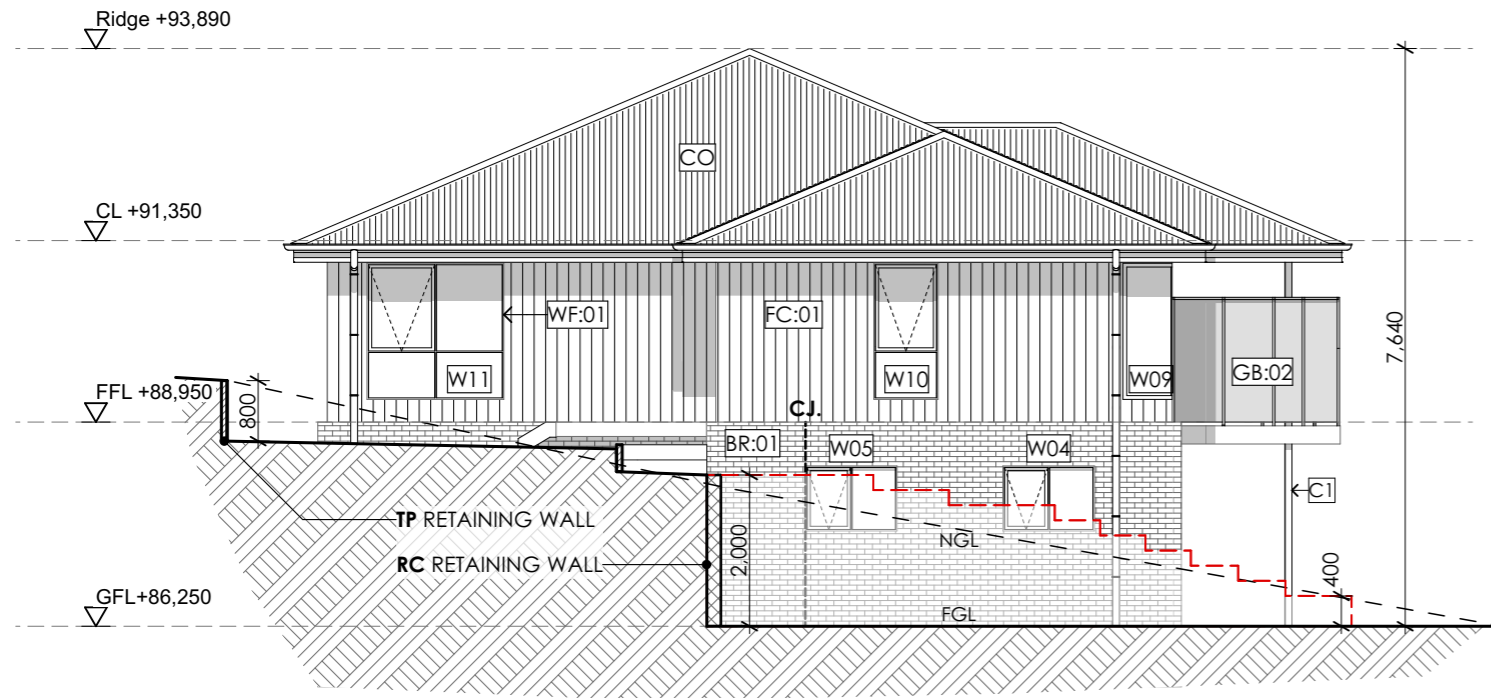 Ridge +93,890
CO
CL +91,350
7,640
WF:01
FC:01
W11
W10
W09
GB:02
FFL +88,950
800
CJ.
BR:01
W05
W04
C1
TP RETAINING WALL
NGL
2,000
RC RETAINING WALL
400
GFL+86,250
FGL